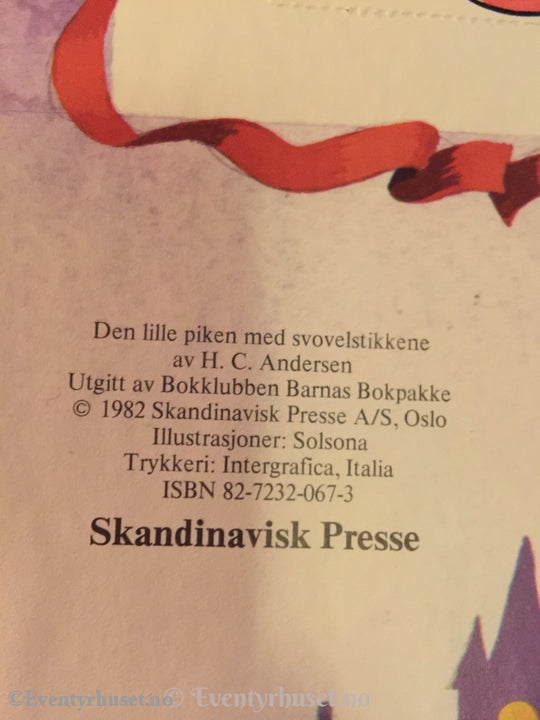 Den lille piken med svovelstikkene
av H. C. Andersen
Utgitt av Bokklubben Barnas Bokpakke
© 1982 Skandinavisk Presse A/S, Oslo
Illustrasjoner: Solsona
Trykkeri: Intergrafica, Italia
ISBN 82-7232-067-3
Skandinavisk Presse
©Eventyrhuset.no © Eventyrhuset.no